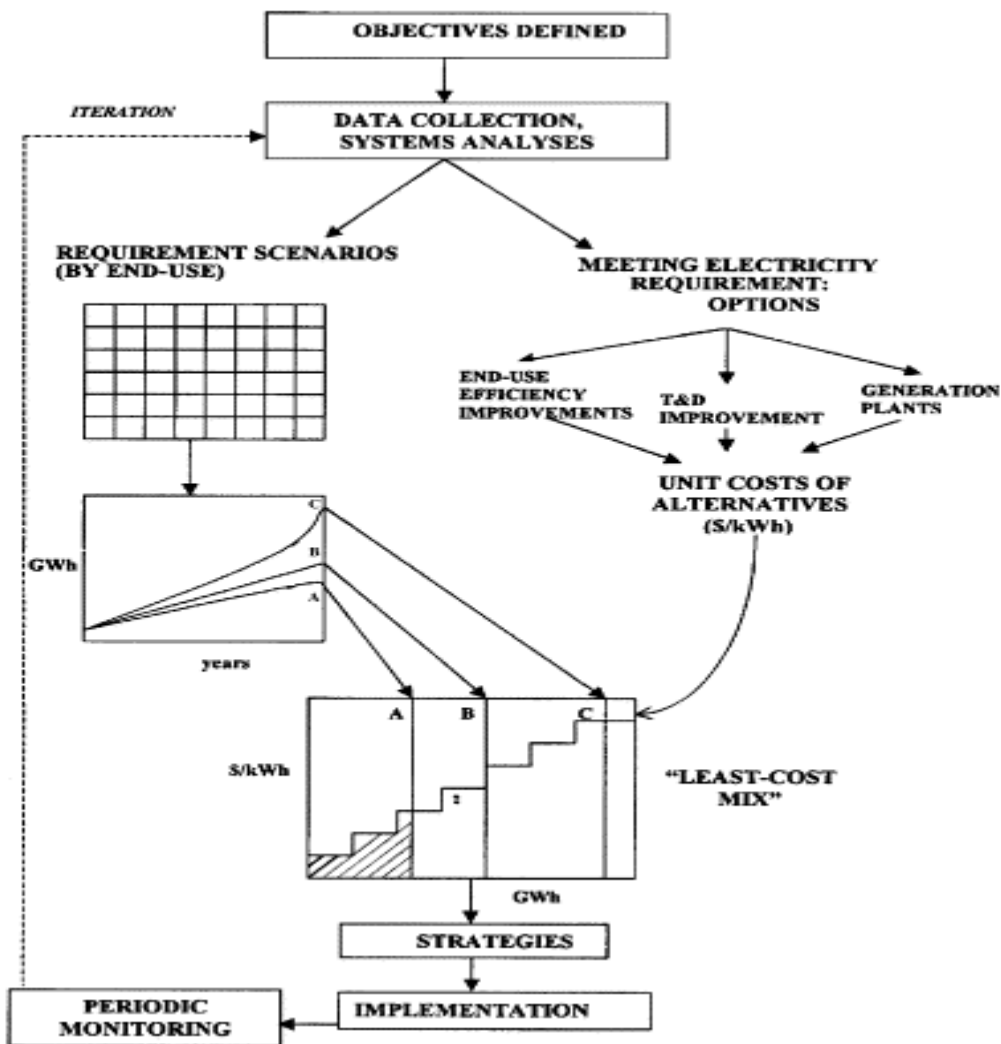 OBJECTIVES DEFINED
ITERATION
DATA COLLECTION,
SYSTEMS ANALYSES
REQUIREMENT SCENARIOS
(BY END-USE)
MEETING ELECTRICITY
REQUIREMENT:
OPTIONS
END-USE
EFFICIENCY
IMPROVEMENTS
T&D
IMPROVEMENT
GENERATION
PLANTS
UNIT COSTS OF
ALTERNATIVES
($/kWh)
C
GWh
B
A
years
A
B
C
$/kWh
"LEAST-COST
MIX"
GWh
STRATEGIES
IMPLEMENTATION
PERIODIC
MONITORING